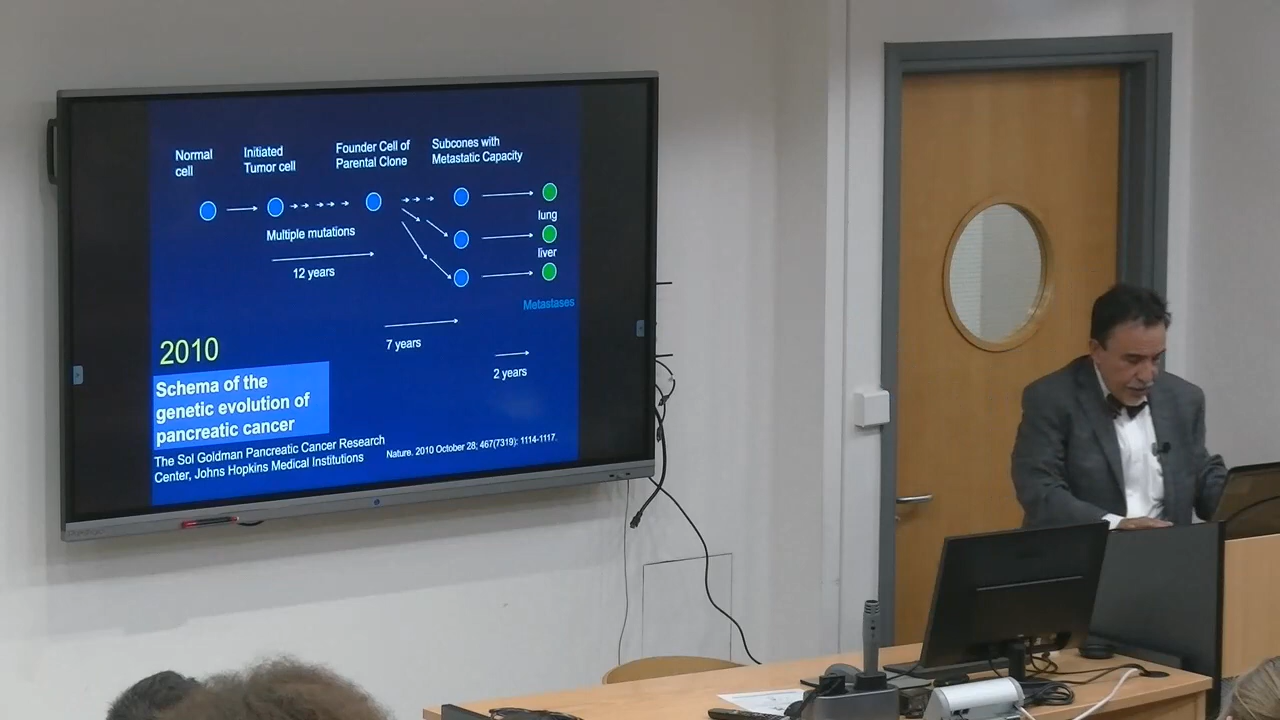 Normal
cell
Initiated
Tumor cell
Founder Cell of
Parental Clone
Subcones with
Metastatic Capacity
Multiple mutations
12 years
lung
liver
Metastases
7 years
2 years
2010
Schema of the
genetic evolution of
pancreatic cancer
The Sol Goldman Pancreatic Cancer Research
Center, Johns Hopkins Medical Institutions
Nature. 2010 October 28; 467(7319): 1114-1117.